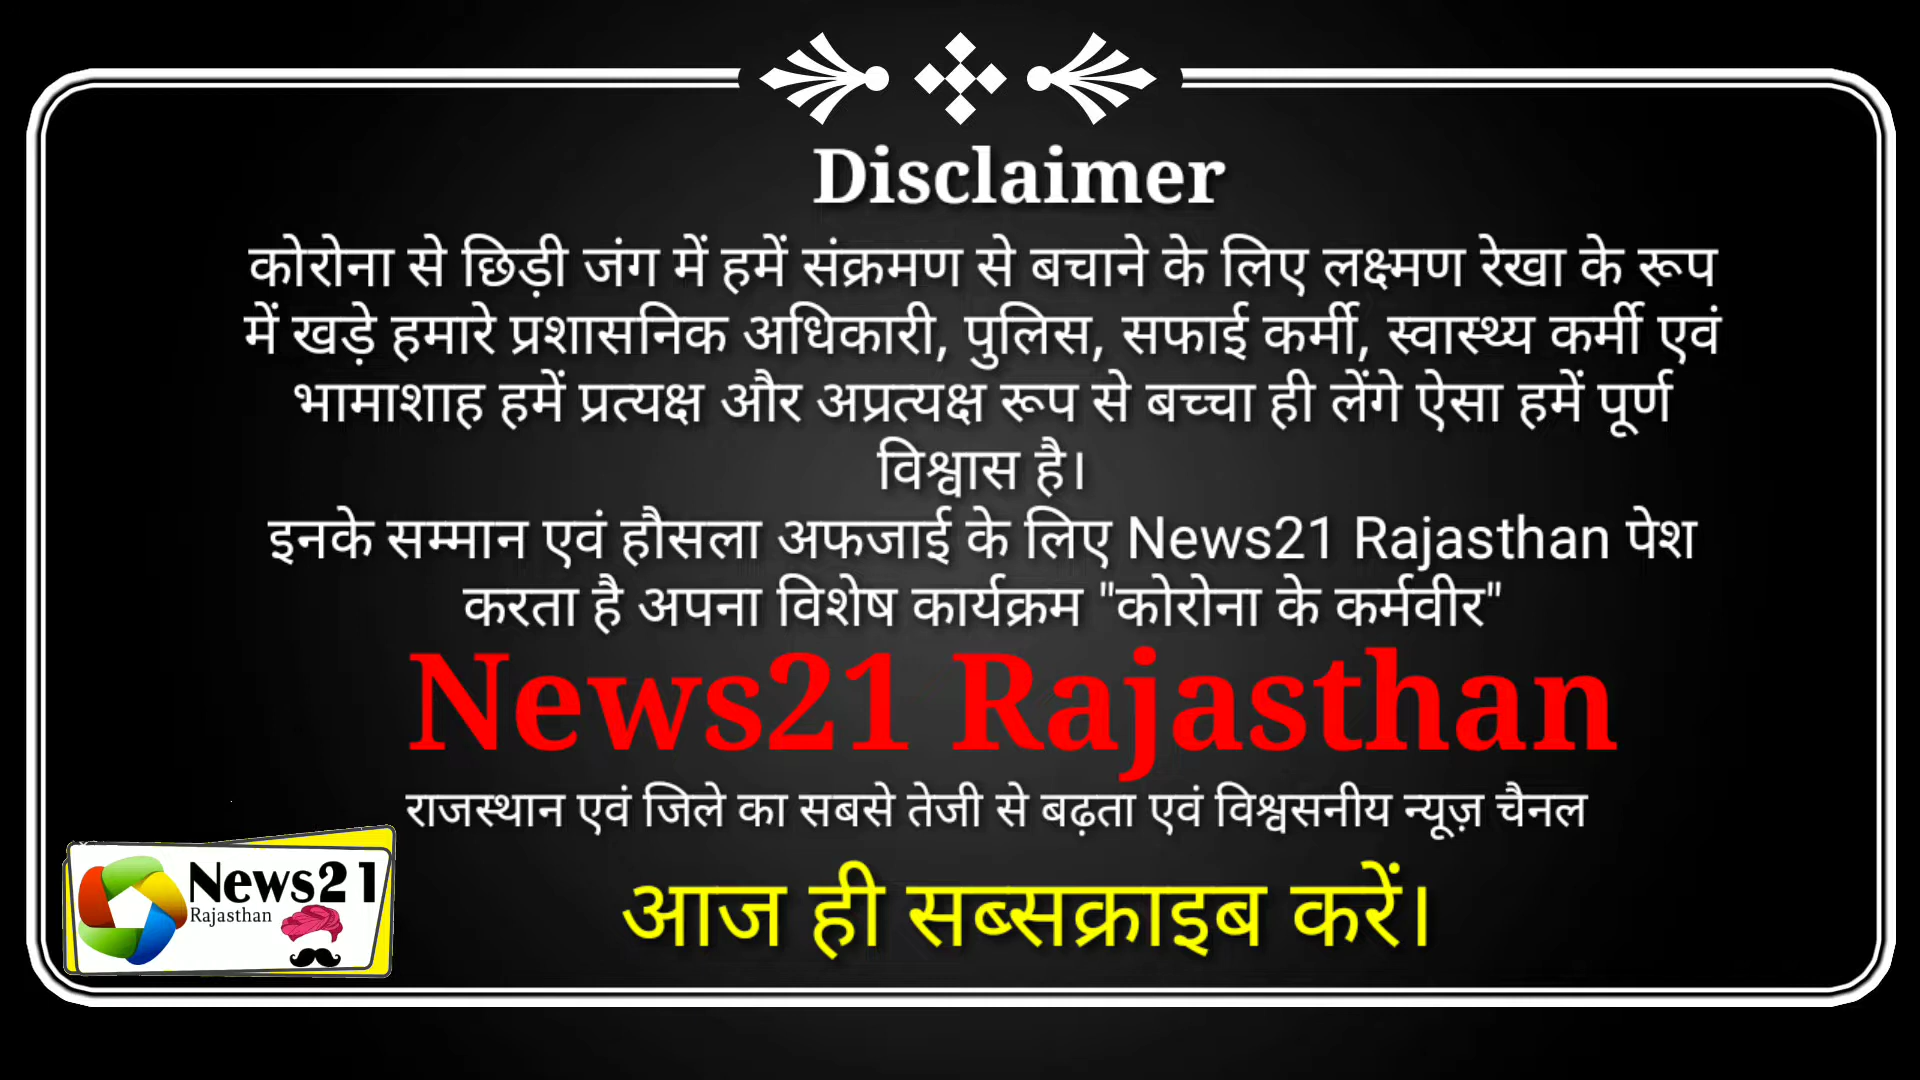 Disclaimer
कोरोना से छिड़ी जंग में हमें संक्रमण से बचाने के लिए लक्ष्मण रेखा के रूप
में खड़े हमारे प्रशासनिक अधिकारी, पुलिस, सफाई कर्मी, स्वास्थ्य कर्मी एवं
भामाशाह हमें प्रत्यक्ष और अप्रत्यक्ष रूप से बच्चा ही लेंगे ऐसा हमें पूर्ण
विश्वास है।
इनके सम्मान एवं हौसला अफजाई के लिए News21 Rajasthan पेश
करता है अपना विशेष कार्यक्रम "कोरोना के कर्मवीर"
News21 Rajasthan
राजस्थान एवं जिले का सबसे तेजी से बढ़ता एवं विश्वसनीय न्यूज़ चैनल
आज ही सब्सक्राइब करें।
News21
Rajasthan